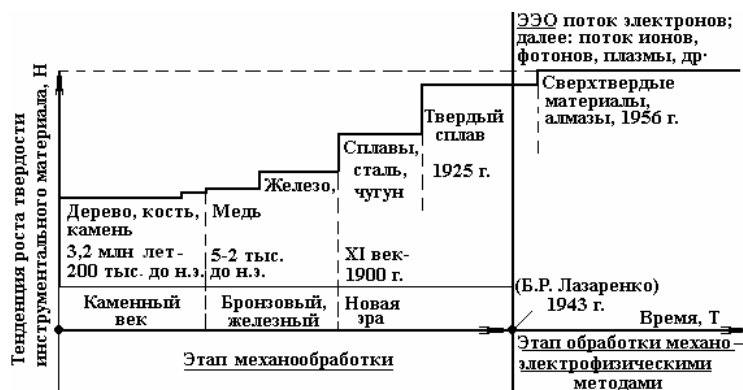 ЭЭО поток электронов;
далее: поток ионов,
фотонов, плазмы, др.
Тенденция роста твердости
инструментального материала, Н
Сверхтвердые
материалы,
алмазы, 1956 г.
Твердый
сплав
1925 г.
Сплавы,
сталь,
чугун
XI век-
1900 г.
Железо,
Медь
5-2 тыс.
до н.э.
Дерево, кость,
камень
3,2 млн лет-
200 тыс. до н.э.
(Б.Р. Лазаренко)
1943 г.
Каменный
век
Бронзовый,
железный
Новая
эра
Время, Т
Этап механообработки
Этап обработки механо-
электрофизическими
методами